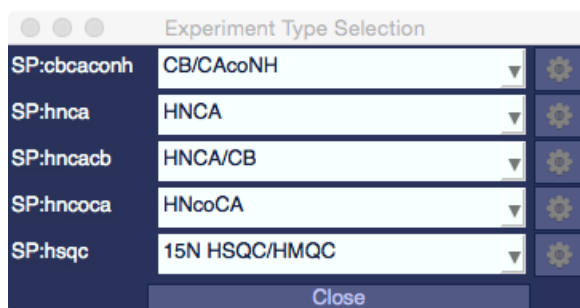 Experiment Type Selection
SP:cbcaconh CB/CAcoNH
SP:hnca HNCA
SP:hncacb HNCA/CB
SP:hncoca HNcoCA
SP:hsqc 15N HSQC/HMQC
Close